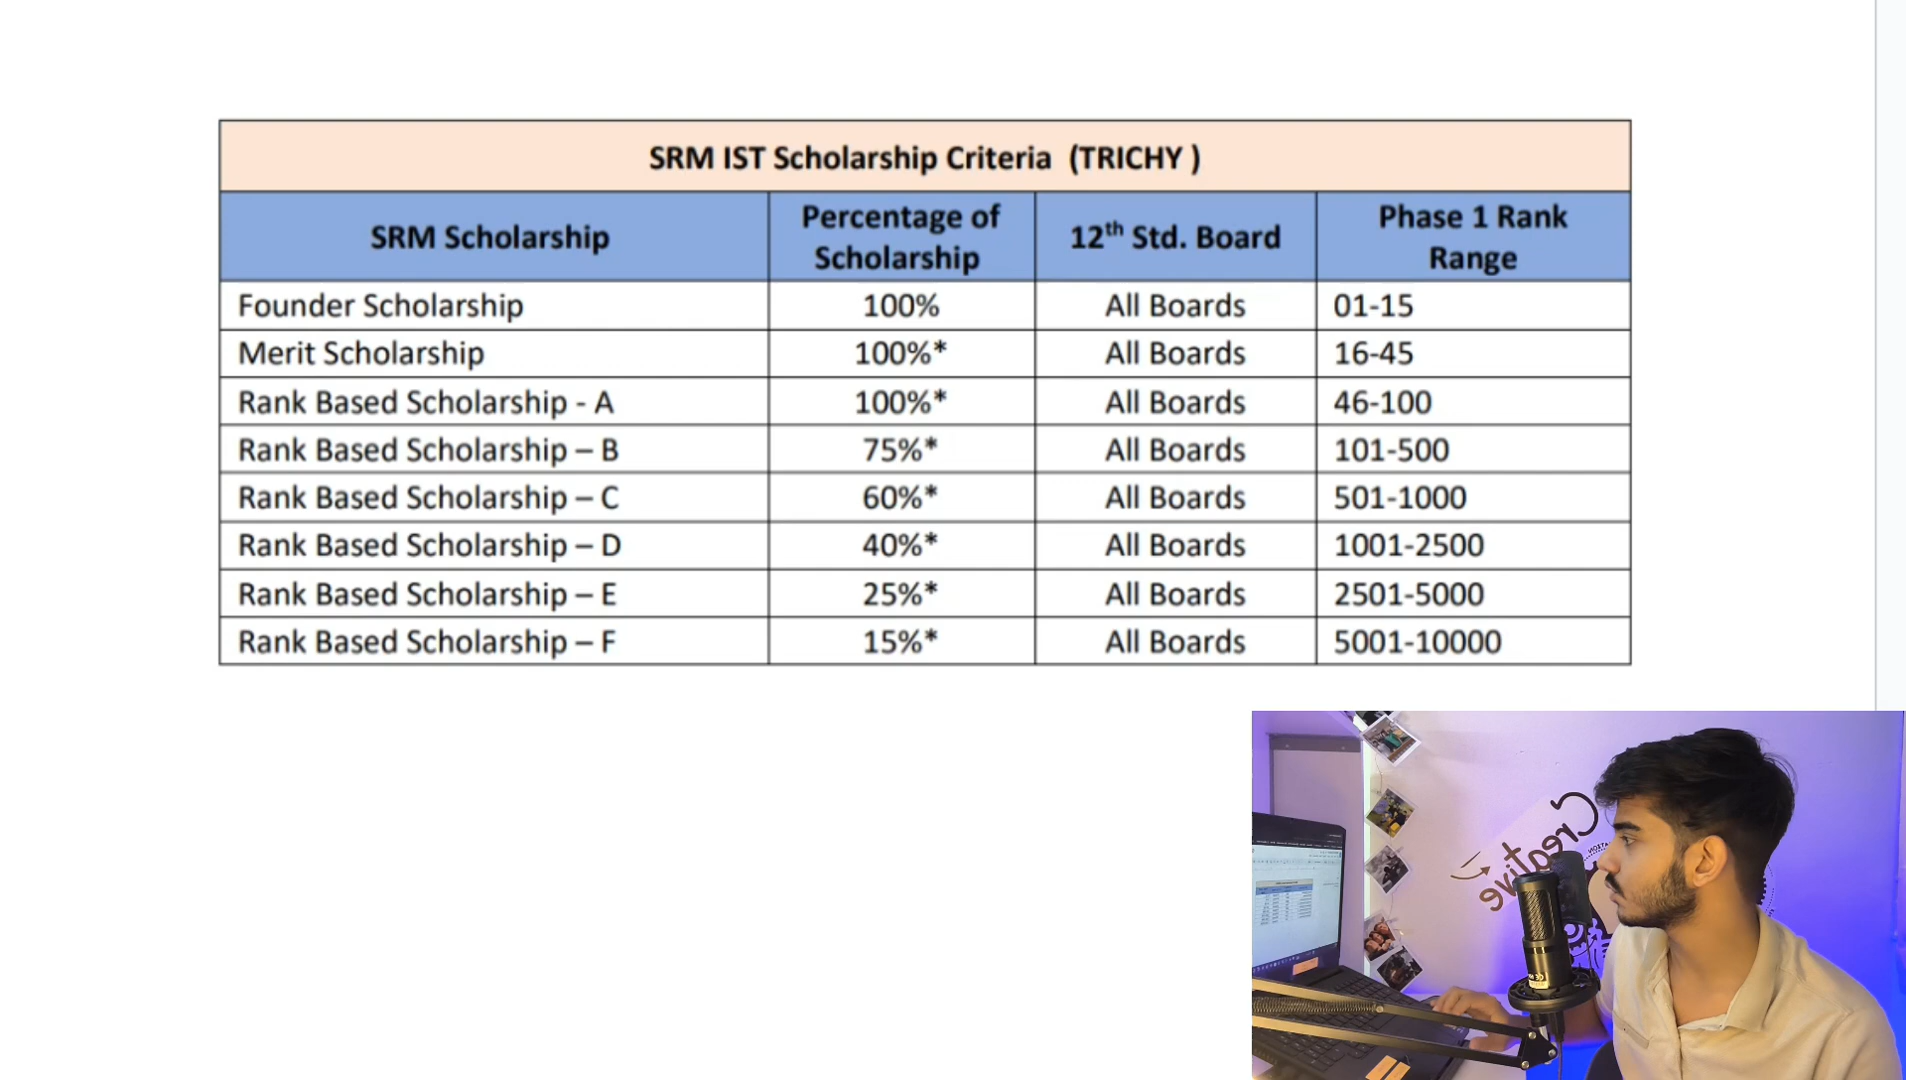 SRM IST Scholarship Criteria (TRICHY )
SRM Scholarship Percentage of Scholarship 12th Std. Board Phase 1 Rank Range
Founder Scholarship 100% All Boards 01-15
Merit Scholarship 100%* All Boards 16-45
Rank Based Scholarship - A 100%* All Boards 46-100
Rank Based Scholarship – B 75%* All Boards 101-500
Rank Based Scholarship – C 60%* All Boards 501-1000
Rank Based Scholarship – D 40%* All Boards 1001-2500
Rank Based Scholarship – E 25%* All Boards 2501-5000
Rank Based Scholarship – F 15%* All Boards 5001-10000
Creative